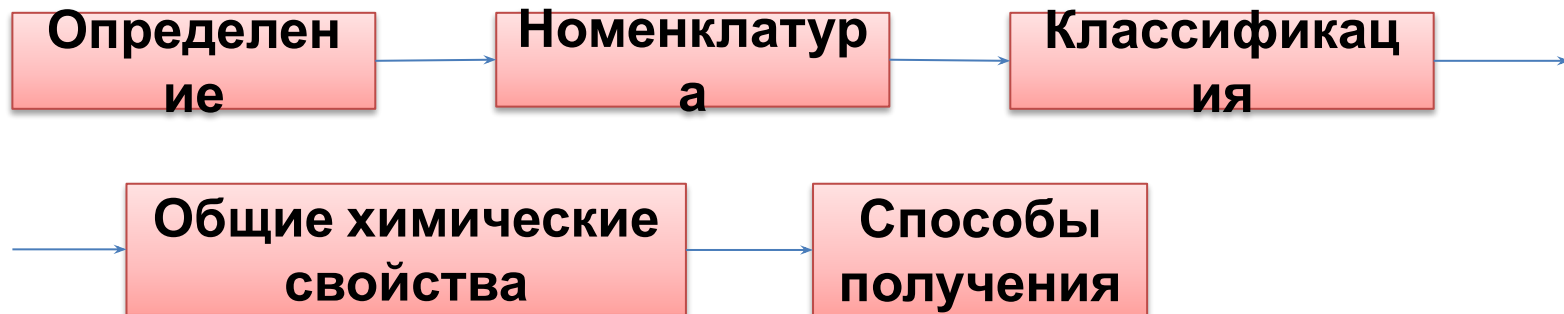 Определен
ие
Номенклатур
а
Классификац
ия
Общие химические
свойства
Способы
получения